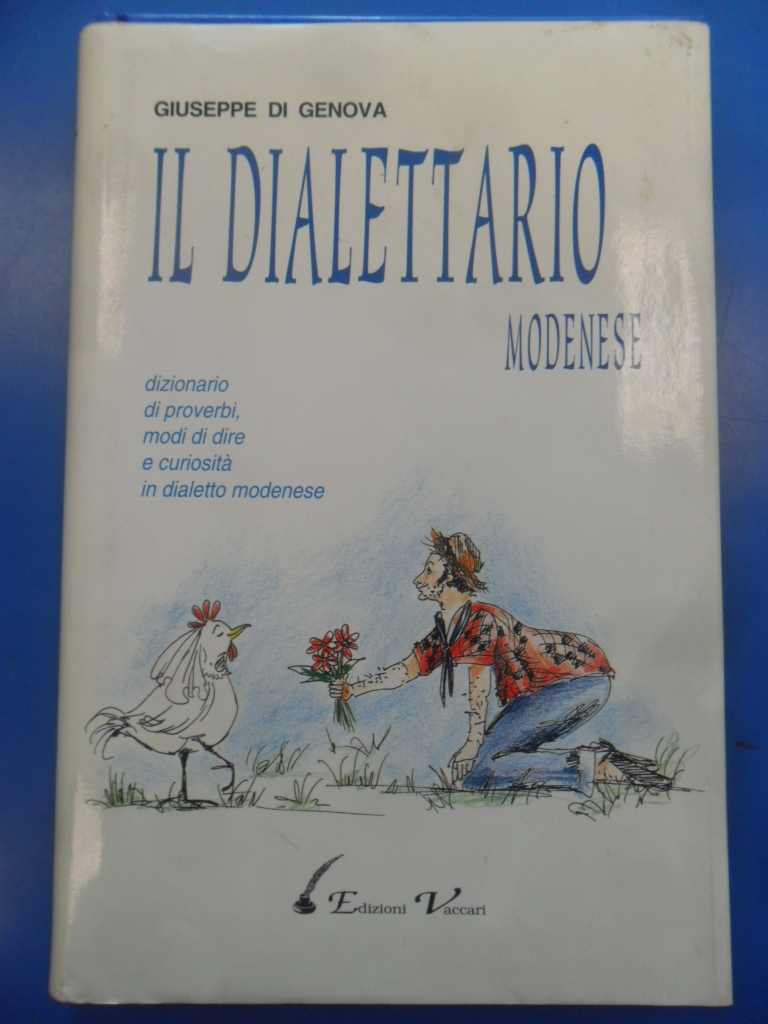 GIUSEPPE DI GENOVA
IL DIALETTARIO
MODENESE
dizionario
di proverbi,
modi di dire
e curiosità
in dialetto modenese
Edizioni Vaccari